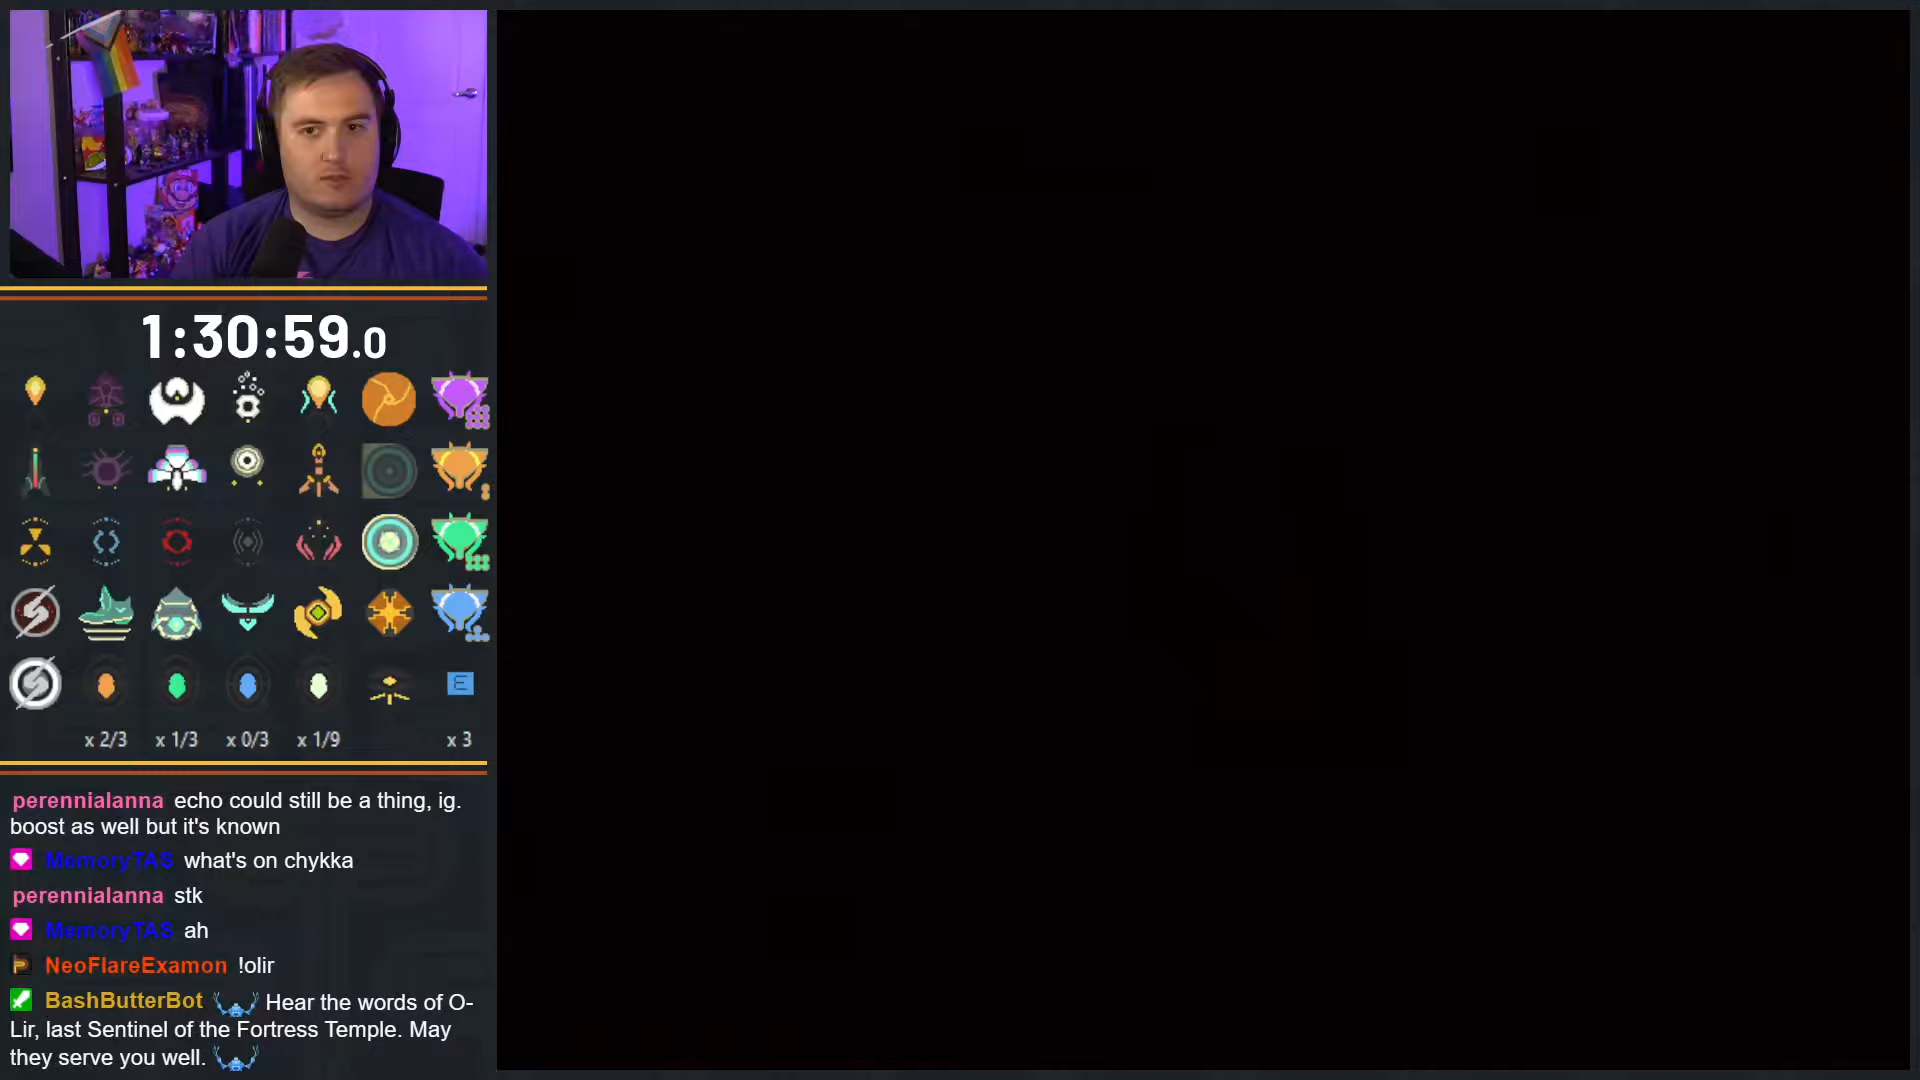 1:30:59.0
E
x 2/3 x 1/3 x 0/3 x 1/9 x 3
perennialanna echo could still be a thing, ig.
boost as well but it's known
MemoryTAS what's on chykka
perennialanna stk
MemoryTAS ah
NeoFlareExamon !olir
BashButterBot Hear the words of O-
Lir, last Sentinel of the Fortress Temple. May
they serve you well.